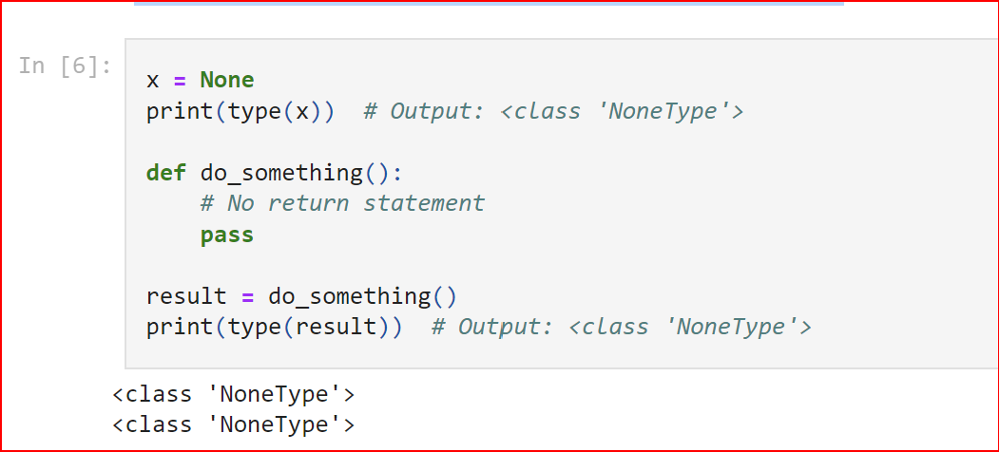 In [6]:
x = None
print(type(x))  # Output: <class 'NoneType'>
def do_something():
    # No return statement
    pass
result = do_something()
print(type(result))  # Output: <class 'NoneType'>
<class 'NoneType'>
<class 'NoneType'>